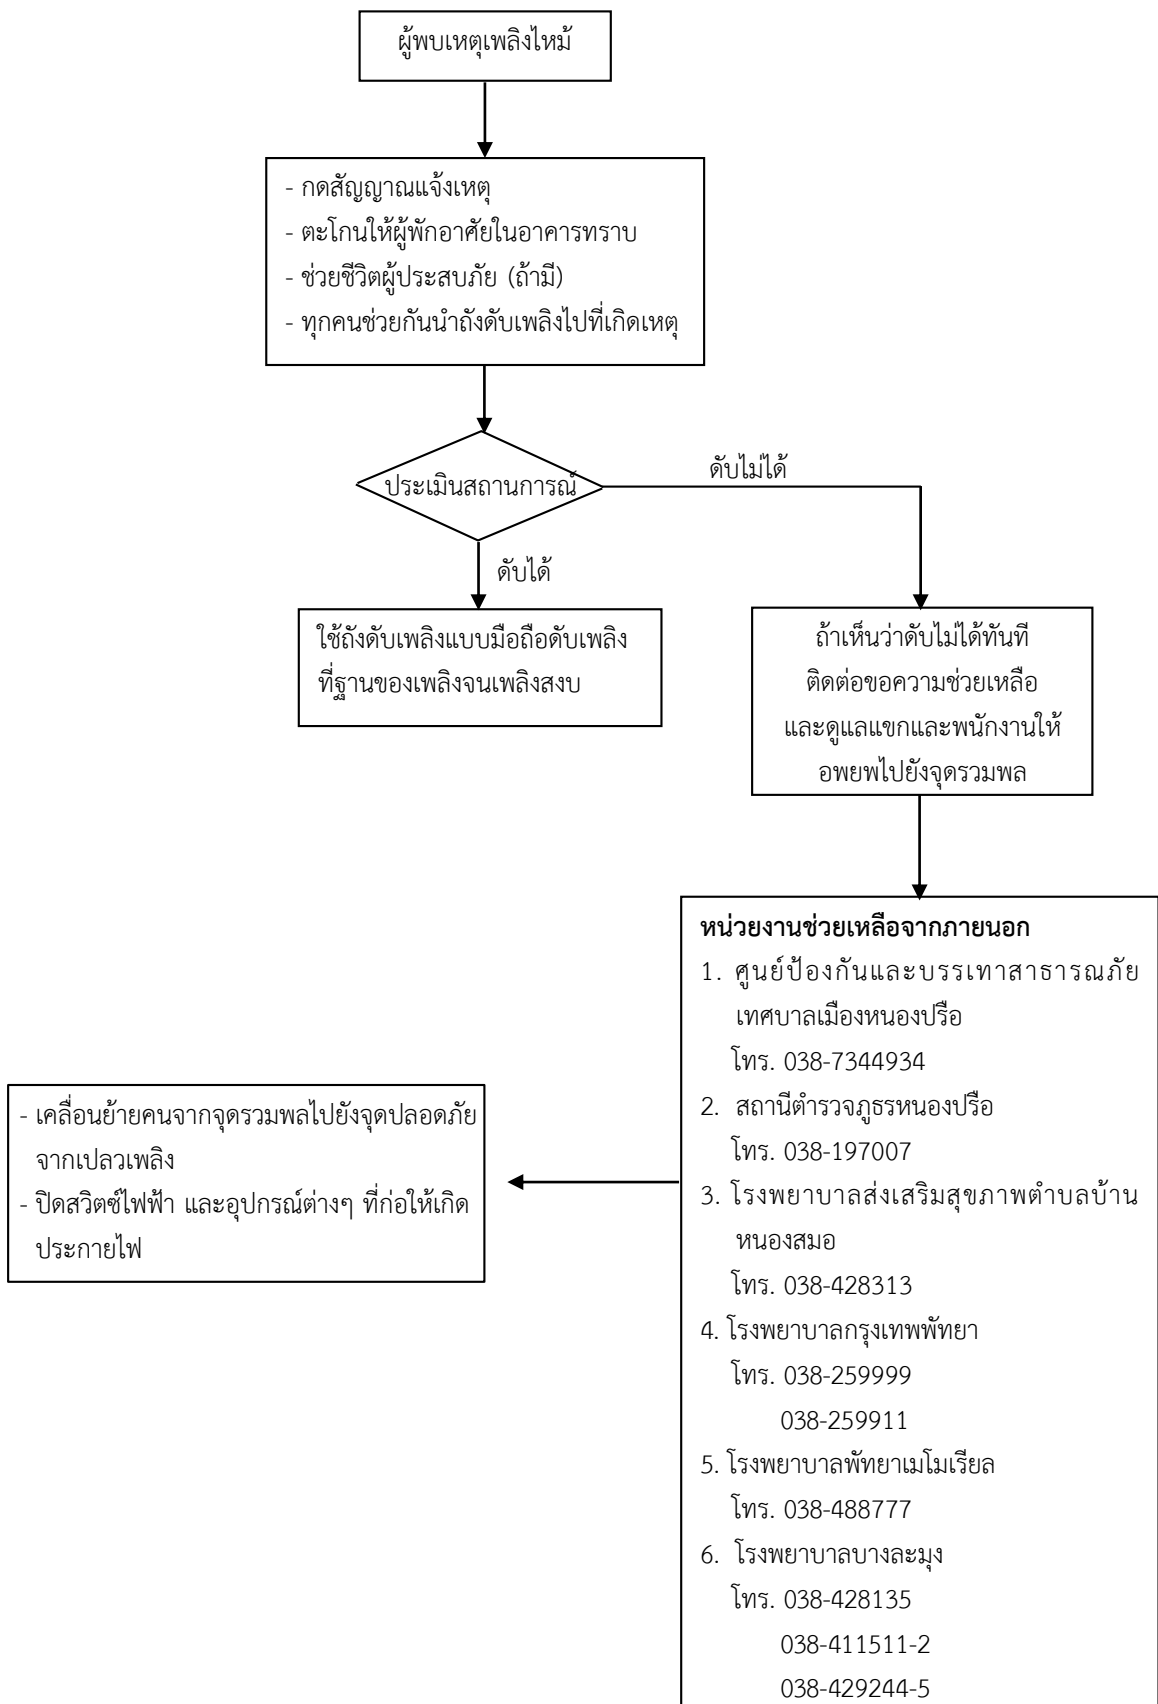 ผู้พบเหตุเพลิงไหม้
- กดสัญญาณแจ้งเหตุ
- ตะโกนให้ผู้พักอาศัยในอาคารทราบ
- ช่วยชีวิตผู้ประสบภัย (ถ้ามี)
- ทุกคนช่วยกันนำถังดับเพลิงไปที่เกิดเหตุ
ประเมินสถานการณ์
ดับไม่ได้
ดับได้
ใช้ถังดับเพลิงแบบมือถือดับเพลิง
ที่ฐานของเพลิงจนเพลิงสงบ
ถ้าเห็นว่าดับไม่ได้ทันที
ติดต่อขอความช่วยเหลือ
และดูแลแขกและพนักงานให้
อพยพไปยังจุดรวมพล
หน่วยงานช่วยเหลือจากภายนอก
1. ศูนย์ป้องกันและบรรเทาสาธารณภัย
เทศบาลเมืองหนองปรือ
โทร. 038-7344934
2. สถานีตำรวจภูธรหนองปรือ
โทร. 038-197007
3. โรงพยาบาลส่งเสริมสุขภาพตำบลบ้าน
หนองสมอ
โทร. 038-428313
4. โรงพยาบาลกรุงเทพพัทยา
โทร. 038-259999
038-259911
5. โรงพยาบาลพัทยาเมโมเรียล
โทร. 038-488777
6. โรงพยาบาลบางละมุง
โทร. 038-428135
038-411511-2
038-429244-5
- เคลื่อนย้ายคนจากจุดรวมพลไปยังจุดปลอดภัย
จากเปลวเพลิง
- ปิดสวิตซ์ไฟฟ้า และอุปกรณ์ต่างๆ ที่ก่อให้เกิด
ประกายไฟ